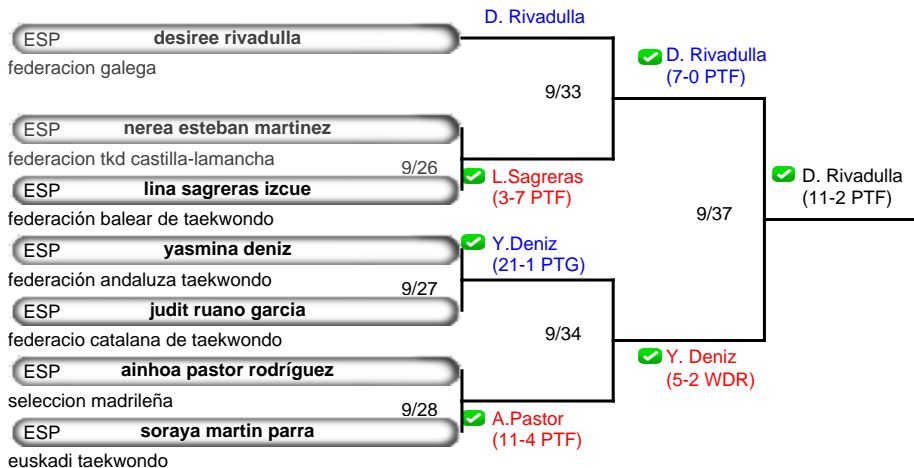 D. Rivadulla
ESP desiree rivadulla
federacion galega
D. Rivadulla
(7-0 PTF)
9/33
ESP nerea esteban martinez
federacion tkd castilla-lamancha
9/26
L.Sagreras
(3-7 PTF)
ESP lina sagreras izcue
federación balear de taekwondo
D. Rivadulla
(11-2 PTF)
9/37
ESP yasmina deniz
Y.Deniz
(21-1 PTG)
federación andaluza taekwondo
9/27
ESP judit ruano garcia
federacio catalana de taekwondo
9/34
Y. Deniz
(5-2 WDR)
ESP ainhoa pastor rodríguez
seleccion madrileña
9/28
A.Pastor
(11-4 PTF)
ESP soraya martin parra
euskadi taekwondo